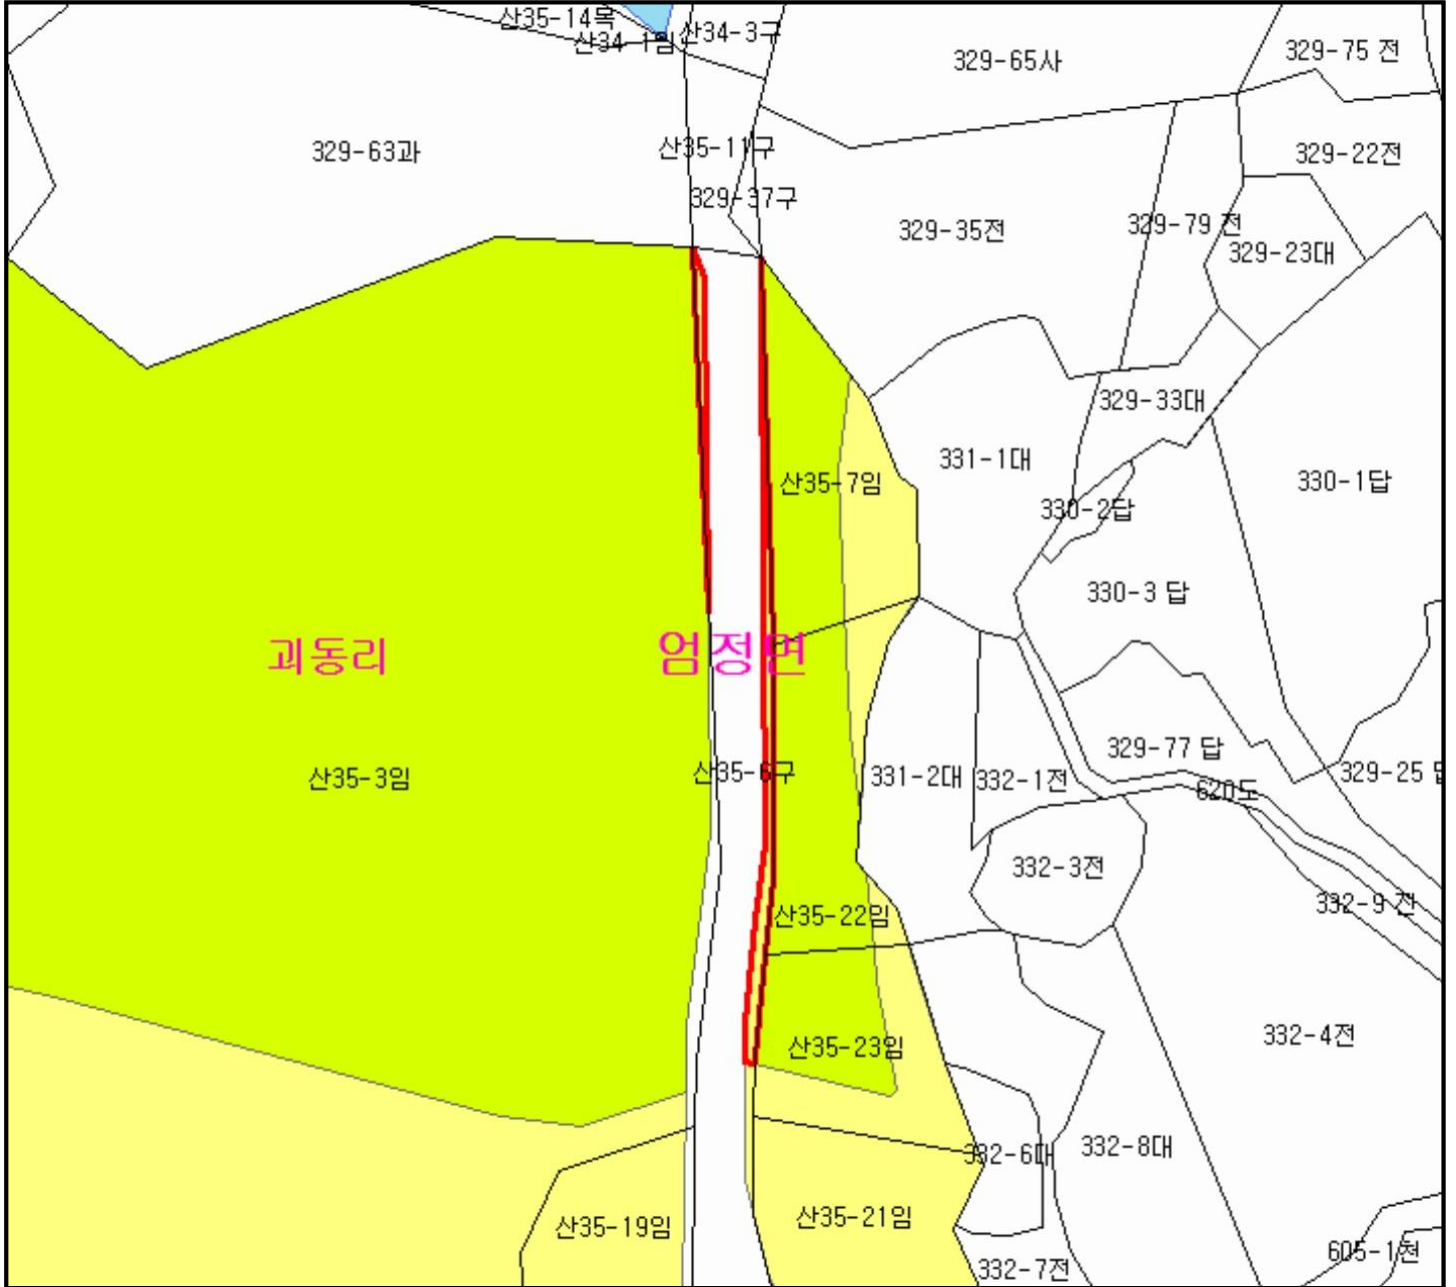 산35-14목
산34-1임
산34-3구
329-65사
329-75 전
329-63과
산35-11구
329-22전
329-37구
329-35전
329-79 전
329-23대
329-33대
331-1대
산35-7임
330-1답
330-2답
330-3 답
괴동리
엄정면
329-77 답
산35-3임
산35-6구
331-2대
332-1전
329-25
620도
332-3전
332-9 전
산35-22임
332-4전
산35-23임
332-6대
332-8대
산35-19임
산35-21임
605-1천
332-7전